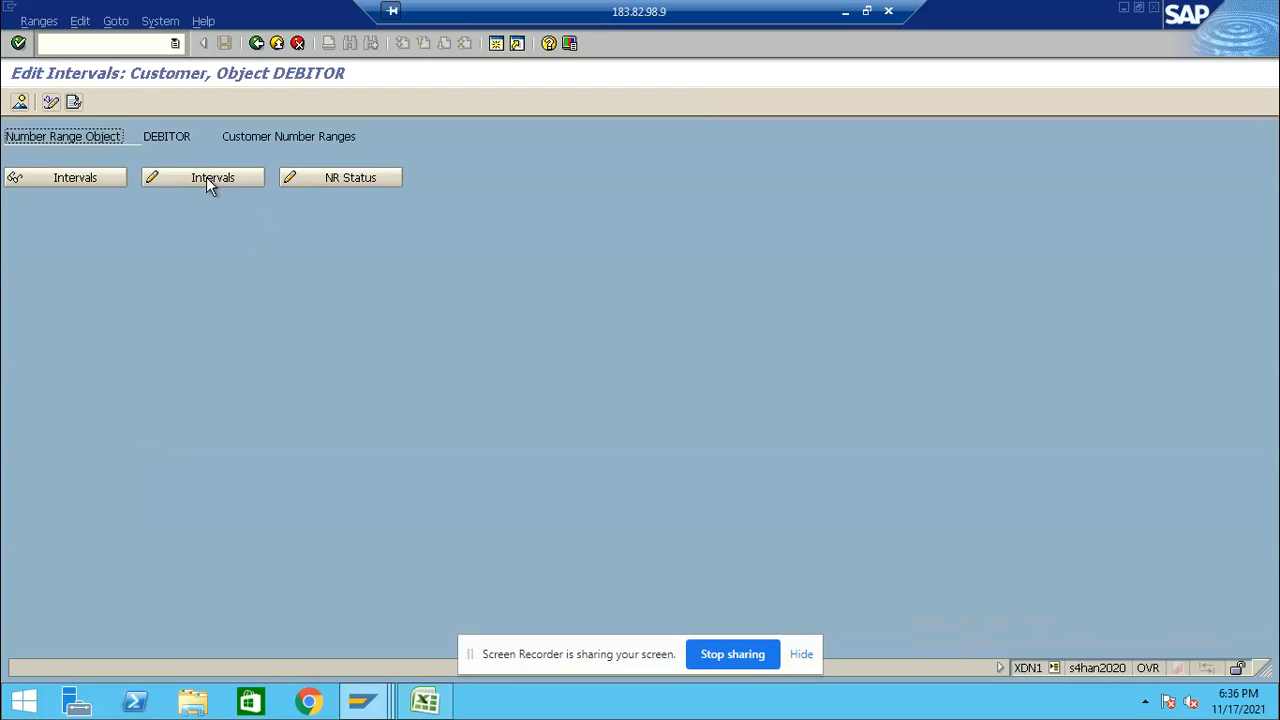 183.82.98.9
Ranges Edit Goto System Help
SAP
Edit Intervals: Customer, Object DEBITOR
Number Range Object DEBITOR Customer Number Ranges
Intervals Intervals NR Status
Screen Recorder is sharing your screen. Stop sharing Hide
XDN1 s4han2020 OVR
6:36 PM
11/17/2021